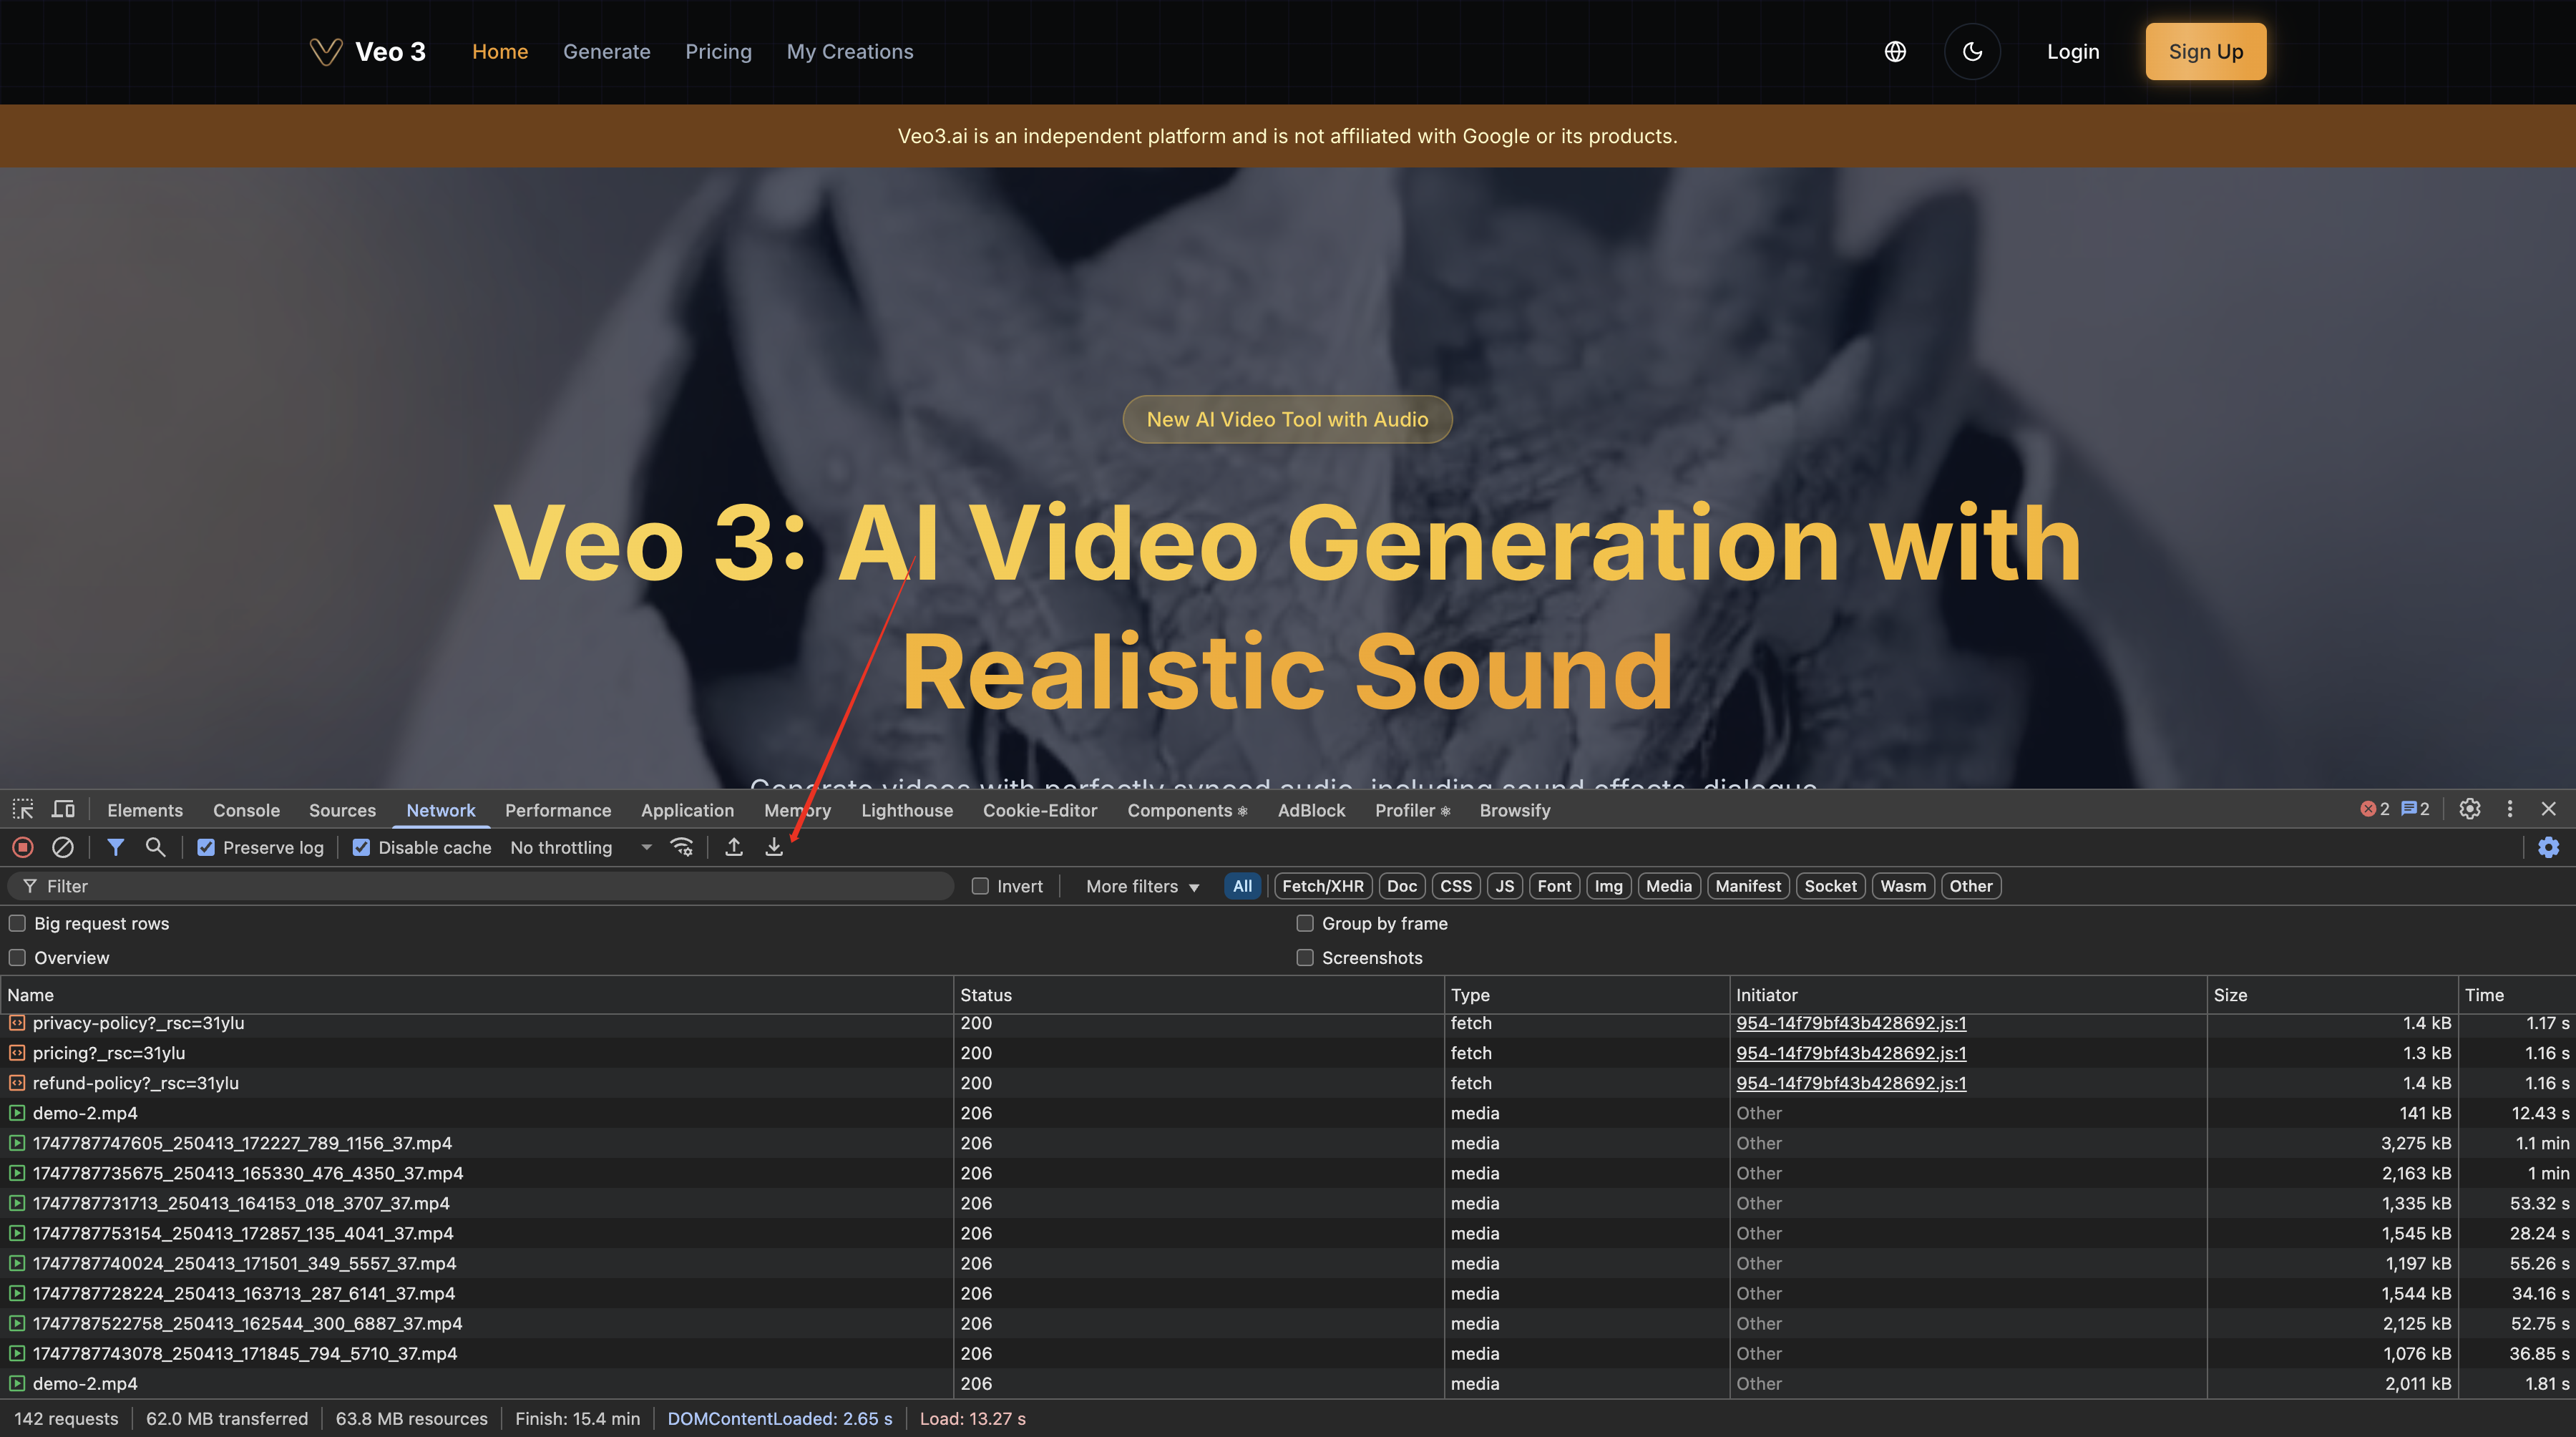 Veo 3 Home Generate Pricing My Creations Login Sign Up
Veo3.ai is an independent platform and is not affiliated with Google or its products.
New AI Video Tool with Audio
Veo 3: AI Video Generation with
Realistic Sound
Generate videos with perfectly synced audio, including sound effects, dialogue
Elements Console Sources Network Performance Application Memory Lighthouse Cookie-Editor Components AdBlock Profiler Browsify 2 2
Preserve log Disable cache No throttling
Filter Invert More filters All Fetch/XHR Doc CSS JS Font Img Media Manifest Socket Wasm Other
Big request rows Group by frame
Overview Screenshots
Name Status Type Initiator Size Time
privacy-policy?_rsc=31ylu 200 fetch 954-14f79bf43b428692.js:1 1.4 kB 1.17 s
pricing?_rsc=31ylu 200 fetch 954-14f79bf43b428692.js:1 1.3 kB 1.16 s
refund-policy?_rsc=31ylu 200 fetch 954-14f79bf43b428692.js:1 1.4 kB 1.16 s
demo-2.mp4 206 media Other 141 kB 12.43 s
1747787747605_250413_172227_789_1156_37.mp4 206 media Other 3,275 kB 1.1 min
1747787735675_250413_165330_476_4350_37.mp4 206 media Other 2,163 kB 1 min
1747787731713_250413_164153_018_3707_37.mp4 206 media Other 1,335 kB 53.32 s
1747787753154_250413_172857_135_4041_37.mp4 206 media Other 1,545 kB 28.24 s
1747787740024_250413_171501_349_5557_37.mp4 206 media Other 1,197 kB 55.26 s
1747787728224_250413_163713_287_6141_37.mp4 206 media Other 1,544 kB 34.16 s
1747787522758_250413_162544_300_6887_37.mp4 206 media Other 2,125 kB 52.75 s
1747787743078_250413_171845_794_5710_37.mp4 206 media Other 1,076 kB 36.85 s
demo-2.mp4 206 media Other 2,011 kB 1.81 s
142 requests 62.0 MB transferred 63.8 MB resources Finish: 15.4 min DOMContentLoaded: 2.65 s Load: 13.27 s